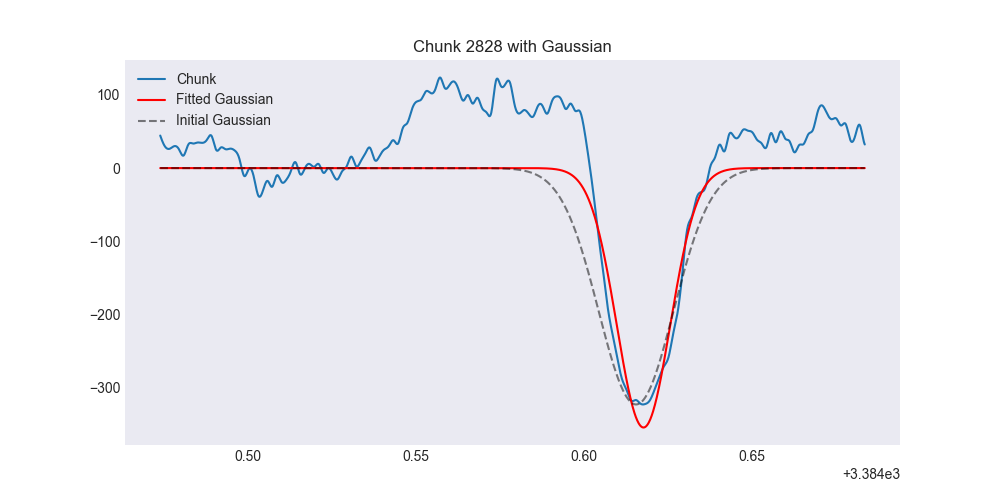 Chunk 2828 with Gaussian
Chunk
Fitted Gaussian
Initial Gaussian
100
0
−100
−200
−300
0.50 0.55 0.60 0.65
+3.384e3